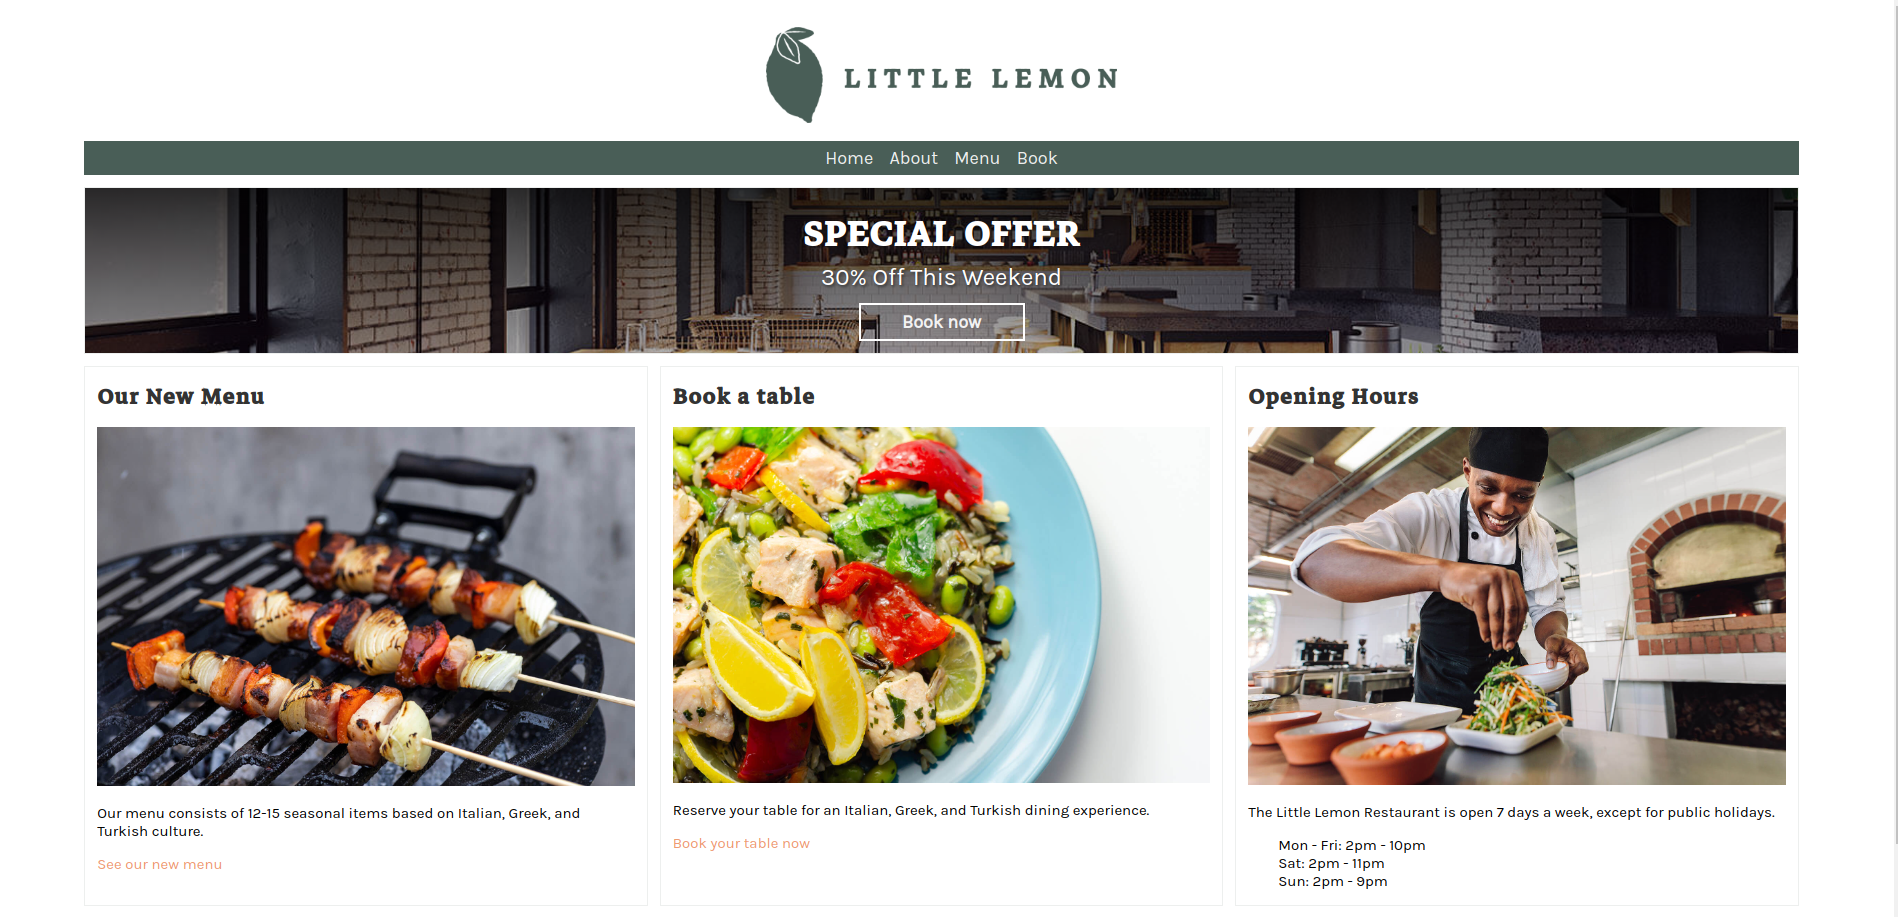 LITTLE LEMON
Home About Menu Book
SPECIAL OFFER
30% Off This Weekend
Book now
Our New Menu
Our menu consists of 12-15 seasonal items based on Italian, Greek, and
Turkish culture.
See our new menu
Book a table
Reserve your table for an Italian, Greek, and Turkish dining experience.
Book your table now
Opening Hours
The Little Lemon Restaurant is open 7 days a week, except for public holidays.
Mon - Fri: 2pm - 10pm
Sat: 2pm - 11pm
Sun: 2pm - 9pm